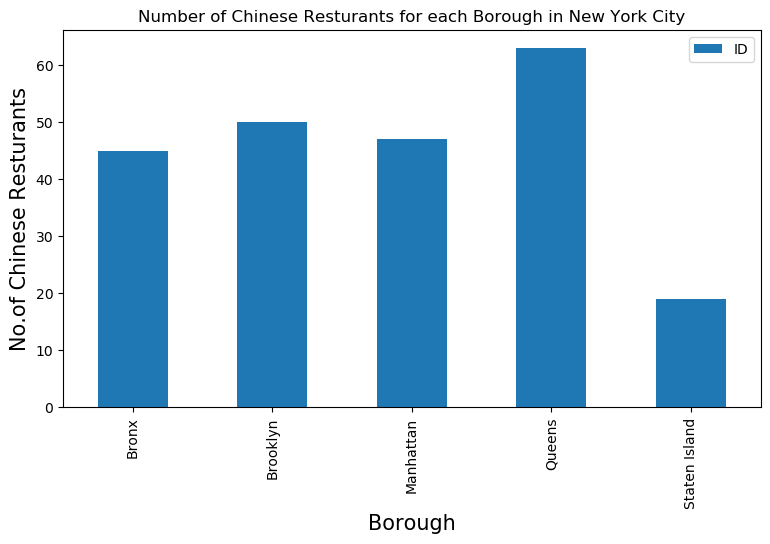 Number of Chinese Resturants for each Borough in New York City
ID
No.of Chinese Resturants
60
50
40
30
20
10
0
Bronx
Brooklyn
Manhattan
Queens
Staten Island
Borough